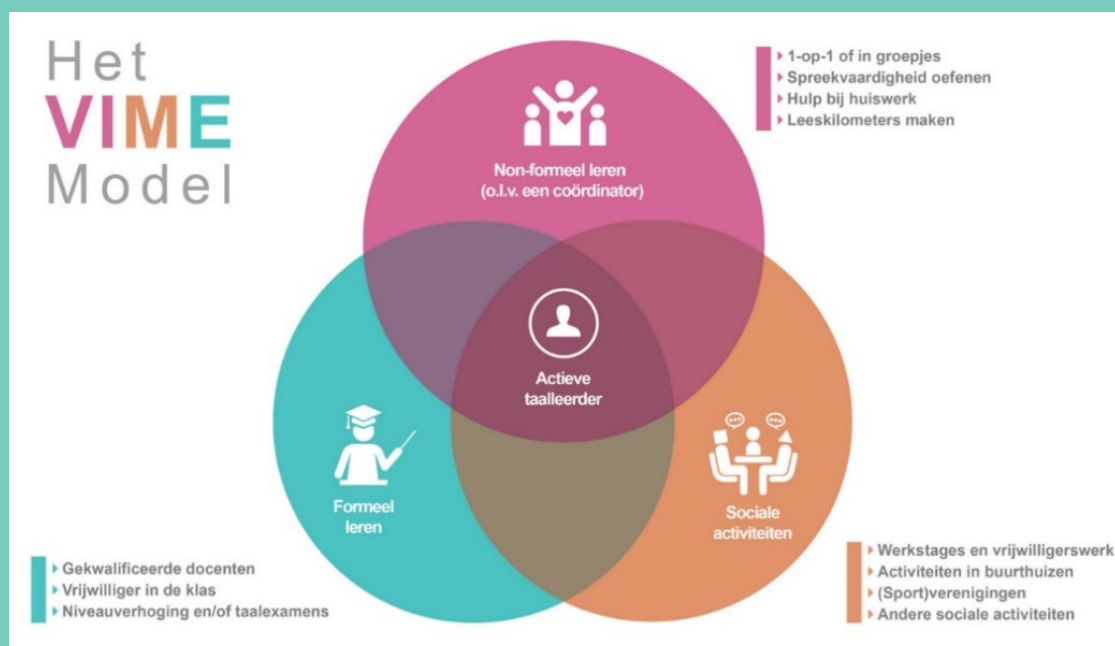 Het
VIME
Model
1-op-1 of in groepjes
Spreekvaardigheid oefenen
Hulp bij huiswerk
Leeskilometers maken
Non-formeel leren
(o.l.v. een coördinator)
Actieve
taalleerder
Formeel
leren
Sociale
activiteiten
Gekwalificeerde docenten
Vrijwilliger in de klas
Niveauverhoging en/of taalexamens
Werkstages en vrijwilligerswerk
Activiteiten in buurthuizen
(Sport)verenigingen
Andere sociale activiteiten